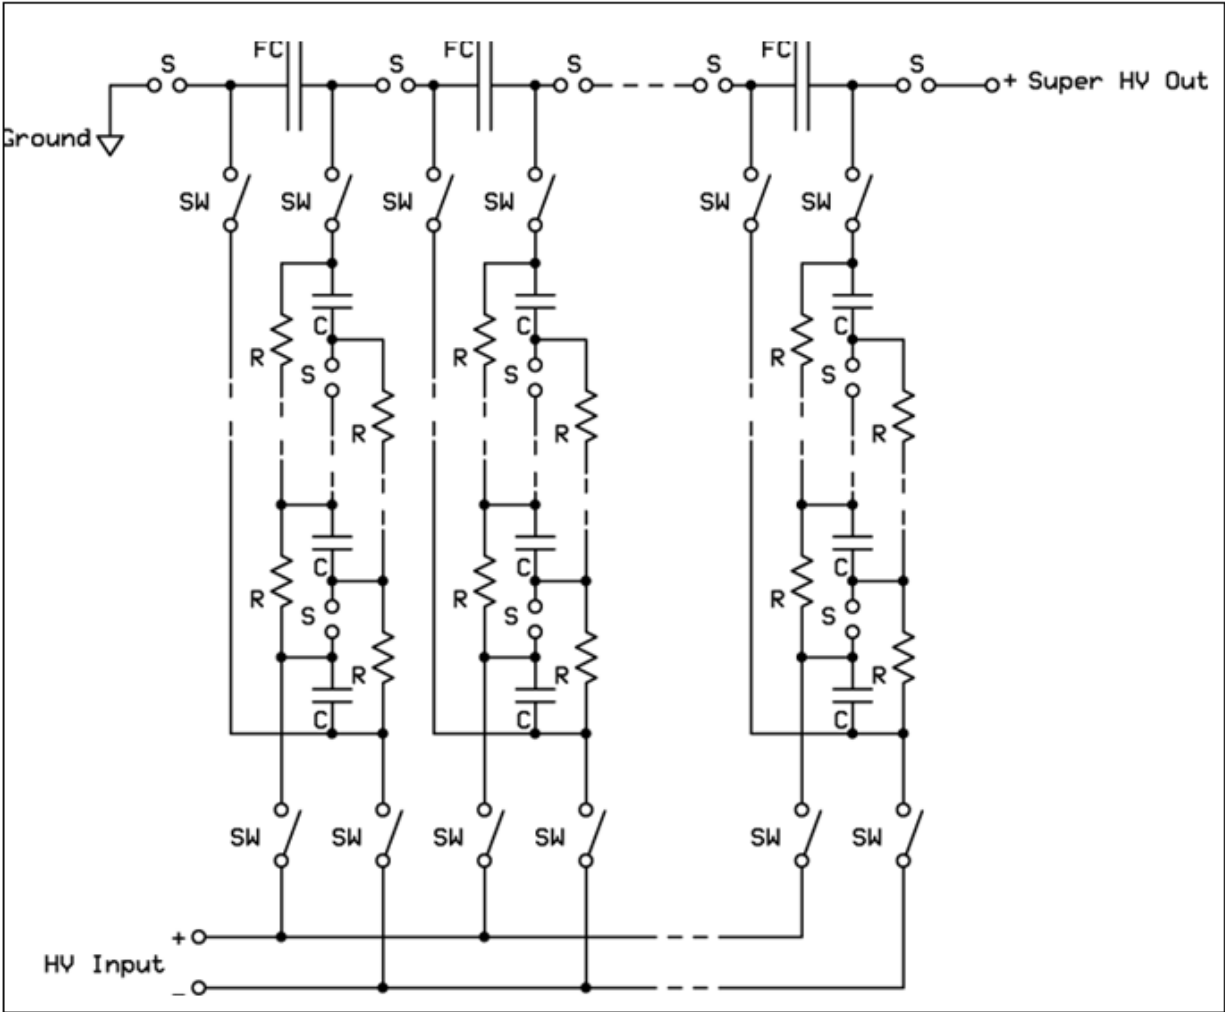 FC FC FC
S S S S S
+ Super HV Out
Ground
SW SW SW SW SW SW
C C C
R S R S R S
R R R
C C C
R S R S R S
R R R
C C C
SW SW SW SW SW SW
+
HV Input
_